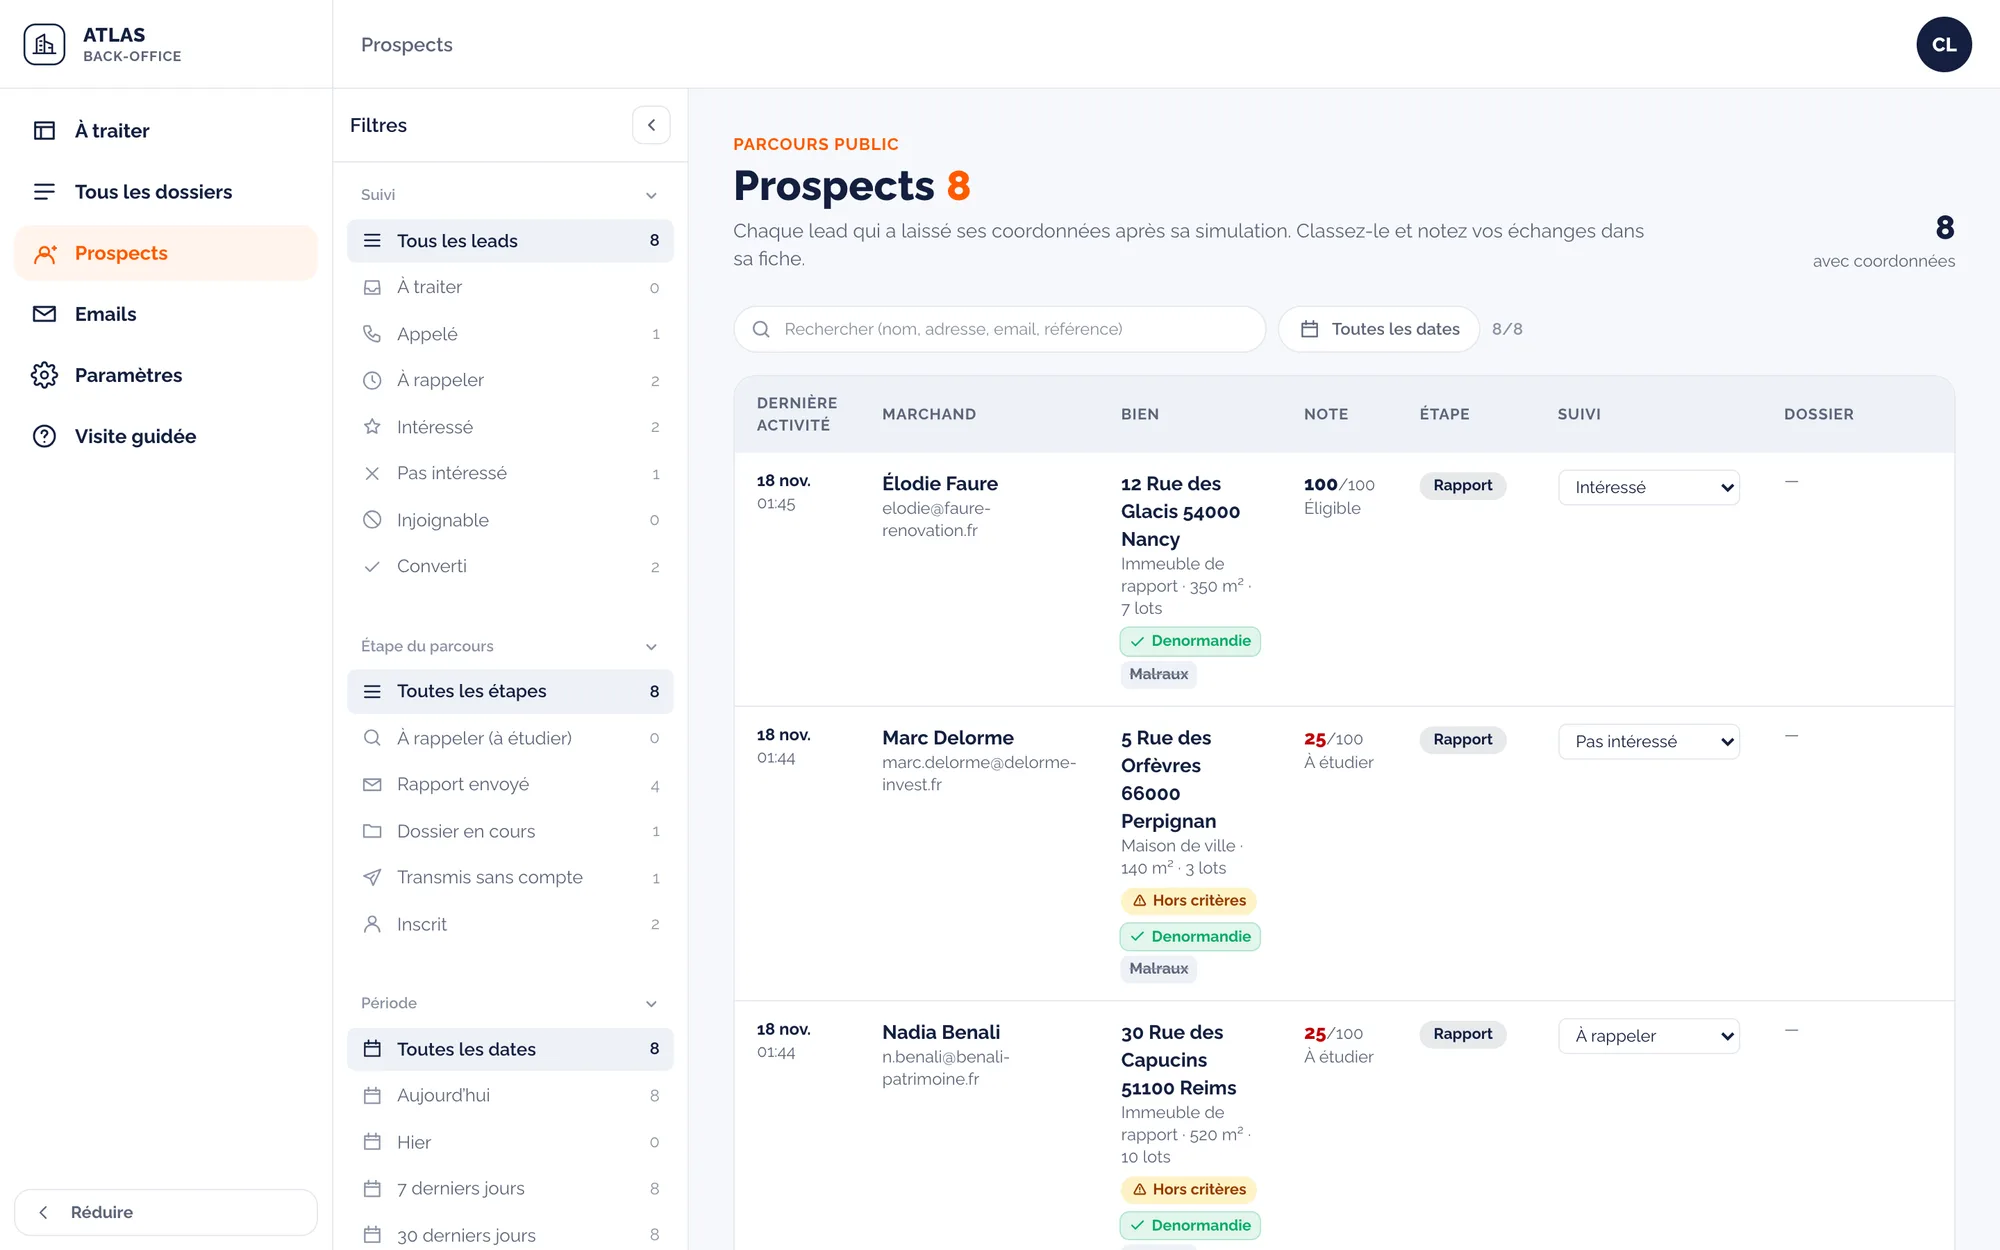 ATLAS
BACK-OFFICE
Prospects
CL
À traiter
Tous les dossiers
Prospects
Emails
Paramètres
Visite guidée
Réduire
Filtres
Suivi
Tous les leads 8
À traiter 0
Appelé 1
À rappeler 2
Intéressé 2
Pas intéressé 1
Injoignable 0
Converti 2
Étape du parcours
Toutes les étapes 8
À rappeler (à étudier) 0
Rapport envoyé 4
Dossier en cours 1
Transmis sans compte 1
Inscrit 2
Période
Toutes les dates 8
Aujourd'hui 8
Hier 0
7 derniers jours 8
30 derniers jours 8
PARCOURS PUBLIC
Prospects 8
Chaque lead qui a laissé ses coordonnées après sa simulation. Classez-le et notez vos échanges dans
sa fiche.
8
avec coordonnées
Rechercher (nom, adresse, email, référence)
Toutes les dates
8/8
DERNIÈRE
ACTIVITÉ
MARCHAND
BIEN
NOTE
ÉTAPE
SUIVI
DOSSIER
18 nov.
01:45
Élodie Faure
elodie@faure-
renovation.fr
12 Rue des
Glacis 54000
Nancy
Immeuble de
rapport · 350 m² ·
7 lots
Denormandie
Malraux
100/100
Éligible
Rapport
Intéressé
—
18 nov.
01:44
Marc Delorme
marc.delorme@delorme-
invest.fr
5 Rue des
Orfèvres
66000
Perpignan
Maison de ville ·
140 m² · 3 lots
Hors critères
Denormandie
Malraux
25/100
À étudier
Rapport
Pas intéressé
—
18 nov.
01:44
Nadia Benali
n.benali@benali-
patrimoine.fr
30 Rue des
Capucins
51100 Reims
Immeuble de
rapport · 520 m² ·
10 lots
Hors critères
Denormandie
25/100
À étudier
Rapport
À rappeler
—